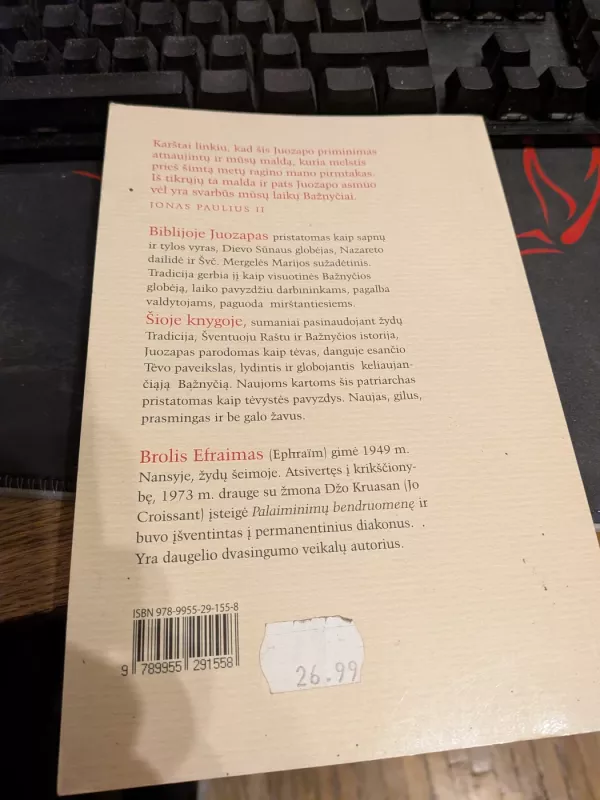 Karštai linkiu, kad šis Juozapo priminimas
atnaujintų ir mūsų maldą, kuria melstis
prieš šimtą metų ragino mano pirmtakas.
Iš tikrųjų ta malda ir pats Juozapo asmuo
vėl yra svarbūs mūsų laikų Bažnyčiai.
JONAS PAULIUS II
Biblijoje Juozapas pristatomas kaip sapnų
ir tylos vyras, Dievo Sūnaus globėjas, Nazareto
dailidė ir Švč. Mergelės Marijos sužadėtinis.
Tradicija gerbia jį kaip visuotinės Bažnyčios
globėją, laiko pavyzdžiu darbininkams, pagalba
valdytojams, paguoda mirštantiesiems.
Šioje knygoje, sumaniai pasinaudojant žydų
Tradicija, Šventuoju Raštu ir Bažnyčios istorija,
Juozapas parodomas kaip tėvas, danguje esančio
Tėvo paveikslas, lydintis ir globojantis keliaujan-
čiąją Bažnyčią. Naujoms kartoms šis patriarchas
pristatomas kaip tėvystės pavyzdys. Naujas, gilus,
prasmingas ir be galo žavus.
Brolis Efraimas (Ephraïm) gimė 1949 m.
Nansyje, žydų šeimoje. Atsivertęs į krikščiony-
bę, 1973 m. drauge su žmona Džo Kruasan (Jo
Croissant) įsteigė Palaiminimų bendruomenę ir
buvo įšventintas į permanentinius diakonus.
Yra daugelio dvasingumo veikalų autorius.
ISBN 978-9955-29-155-8
9 789955 291558
26.99